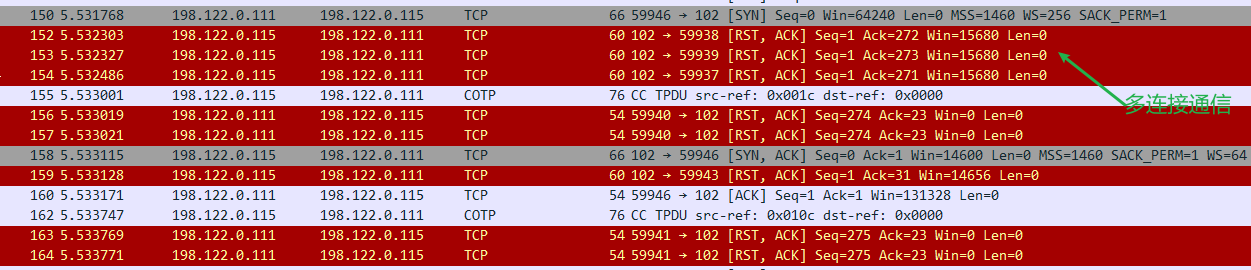 150 5.531768 198.122.0.111 198.122.0.115 TCP 66 59946 → 102 [SYN] Seq=0 Win=64240 Len=0 MSS=1460 WS=256 SACK_PERM=1
152 5.532303 198.122.0.115 198.122.0.111 TCP 60 102 → 59938 [RST, ACK] Seq=1 Ack=272 Win=15680 Len=0
153 5.532327 198.122.0.115 198.122.0.111 TCP 60 102 → 59939 [RST, ACK] Seq=1 Ack=273 Win=15680 Len=0
154 5.532486 198.122.0.115 198.122.0.111 TCP 60 102 → 59937 [RST, ACK] Seq=1 Ack=271 Win=15680 Len=0
155 5.533001 198.122.0.115 198.122.0.111 COTP 76 CC TPDU src-ref: 0x001c dst-ref: 0x0000
多连接通信
156 5.533019 198.122.0.111 198.122.0.115 TCP 54 59940 → 102 [RST, ACK] Seq=274 Ack=23 Win=0 Len=0
157 5.533021 198.122.0.111 198.122.0.115 TCP 54 59940 → 102 [RST, ACK] Seq=274 Ack=23 Win=0 Len=0
158 5.533115 198.122.0.115 198.122.0.111 TCP 66 102 → 59946 [SYN, ACK] Seq=0 Ack=1 Win=14600 Len=0 MSS=1460 SACK_PERM=1 WS=64
159 5.533128 198.122.0.115 198.122.0.111 TCP 60 102 → 59943 [RST, ACK] Seq=1 Ack=31 Win=14656 Len=0
160 5.533171 198.122.0.111 198.122.0.115 TCP 54 59946 → 102 [ACK] Seq=1 Ack=1 Win=131328 Len=0
162 5.533747 198.122.0.115 198.122.0.111 COTP 76 CC TPDU src-ref: 0x010c dst-ref: 0x0000
163 5.533769 198.122.0.111 198.122.0.115 TCP 54 59941 → 102 [RST, ACK] Seq=275 Ack=23 Win=0 Len=0
164 5.533771 198.122.0.111 198.122.0.115 TCP 54 59941 → 102 [RST, ACK] Seq=275 Ack=23 Win=0 Len=0